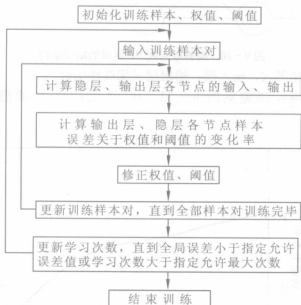 初始化训练样本、权值、阈值
输入训练样本对
计算隐层、输出层各节点的输入、输出
计算输出层、隐层各节点样本
误差关于权值和阈值的变化率
修正权值、阈值
更新训练样本对，直到全部样本对训练完毕
更新学习次数，直到全局误差小于指定允许
误差值或学习次数大于指定允许最大次数
结束训练